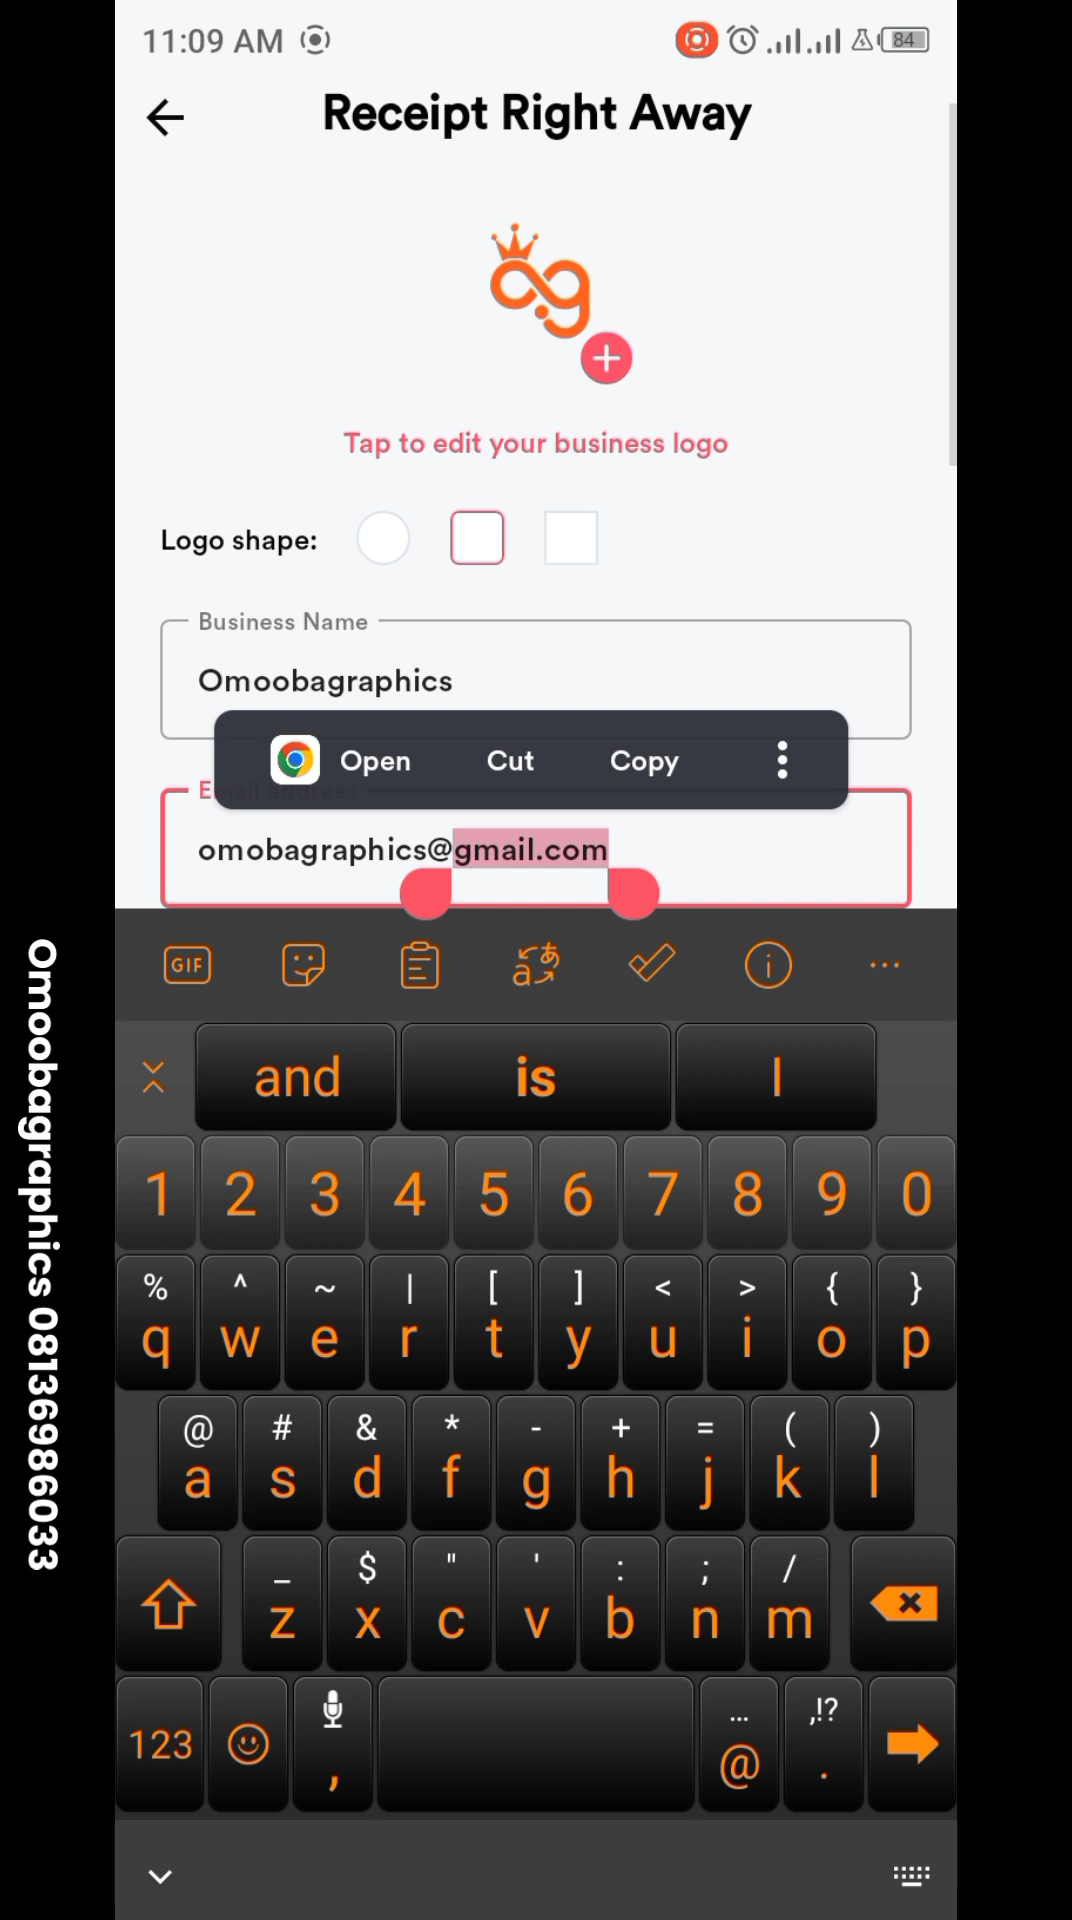 11:09 AM
84
Receipt Right Away
Tap to edit your business logo
Logo shape:
Business Name
Omoobagraphics
Open Cut Copy
Email address
omobagraphics@gmail.com
GIF
and is I
1 2 3 4 5 6 7 8 9 0
% ^ ~ | [ ] < > { }
q w e r t y u i o p
@ # & * - + = ( )
a s d f g h j k l
_ $ " ' : ; /
z x c v b n m
... ,!?
123 , @ .
Omoobagraphics 08136986033